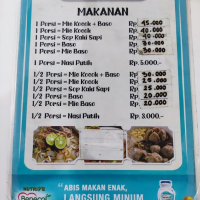 MAKANAN
1 Porsi = Mie Kocok + Baso Rp. 45.000
1 Porsi = Mie Kocok Rp. 40.000
1 Porsi = Sop Kaki Sapi Rp. 40.000
1 Porsi = Baso Rp. 30.000
1 Porsi = Mie Baso Rp. 30.000
1 Porsi = Nasi Putih Rp. 5.000,-
1/2 Porsi = Mie Kocok + Baso Rp. 30.000
1/2 Porsi = Mie Kocok Rp. 25.000
1/2 Porsi = Sop Kaki Sapi Rp. 25.000
1/2 Porsi = Baso Rp. 20.000
1/2 Porsi = Mie Baso Rp. 20.000
1/2 Porsi = Nasi Putih Rp. 3.000,-
NUTRIVE
Benecol
"ABIS MAKAN ENAK,
LANGSUNG MINUM